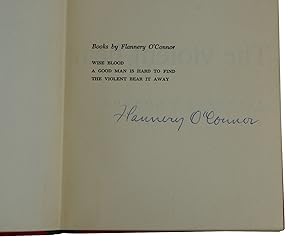 Books by Flannery O'Connor
WISE BLOOD
A GOOD MAN IS HARD TO FIND
THE VIOLENT BEAR IT AWAY
Flannery O'Connor